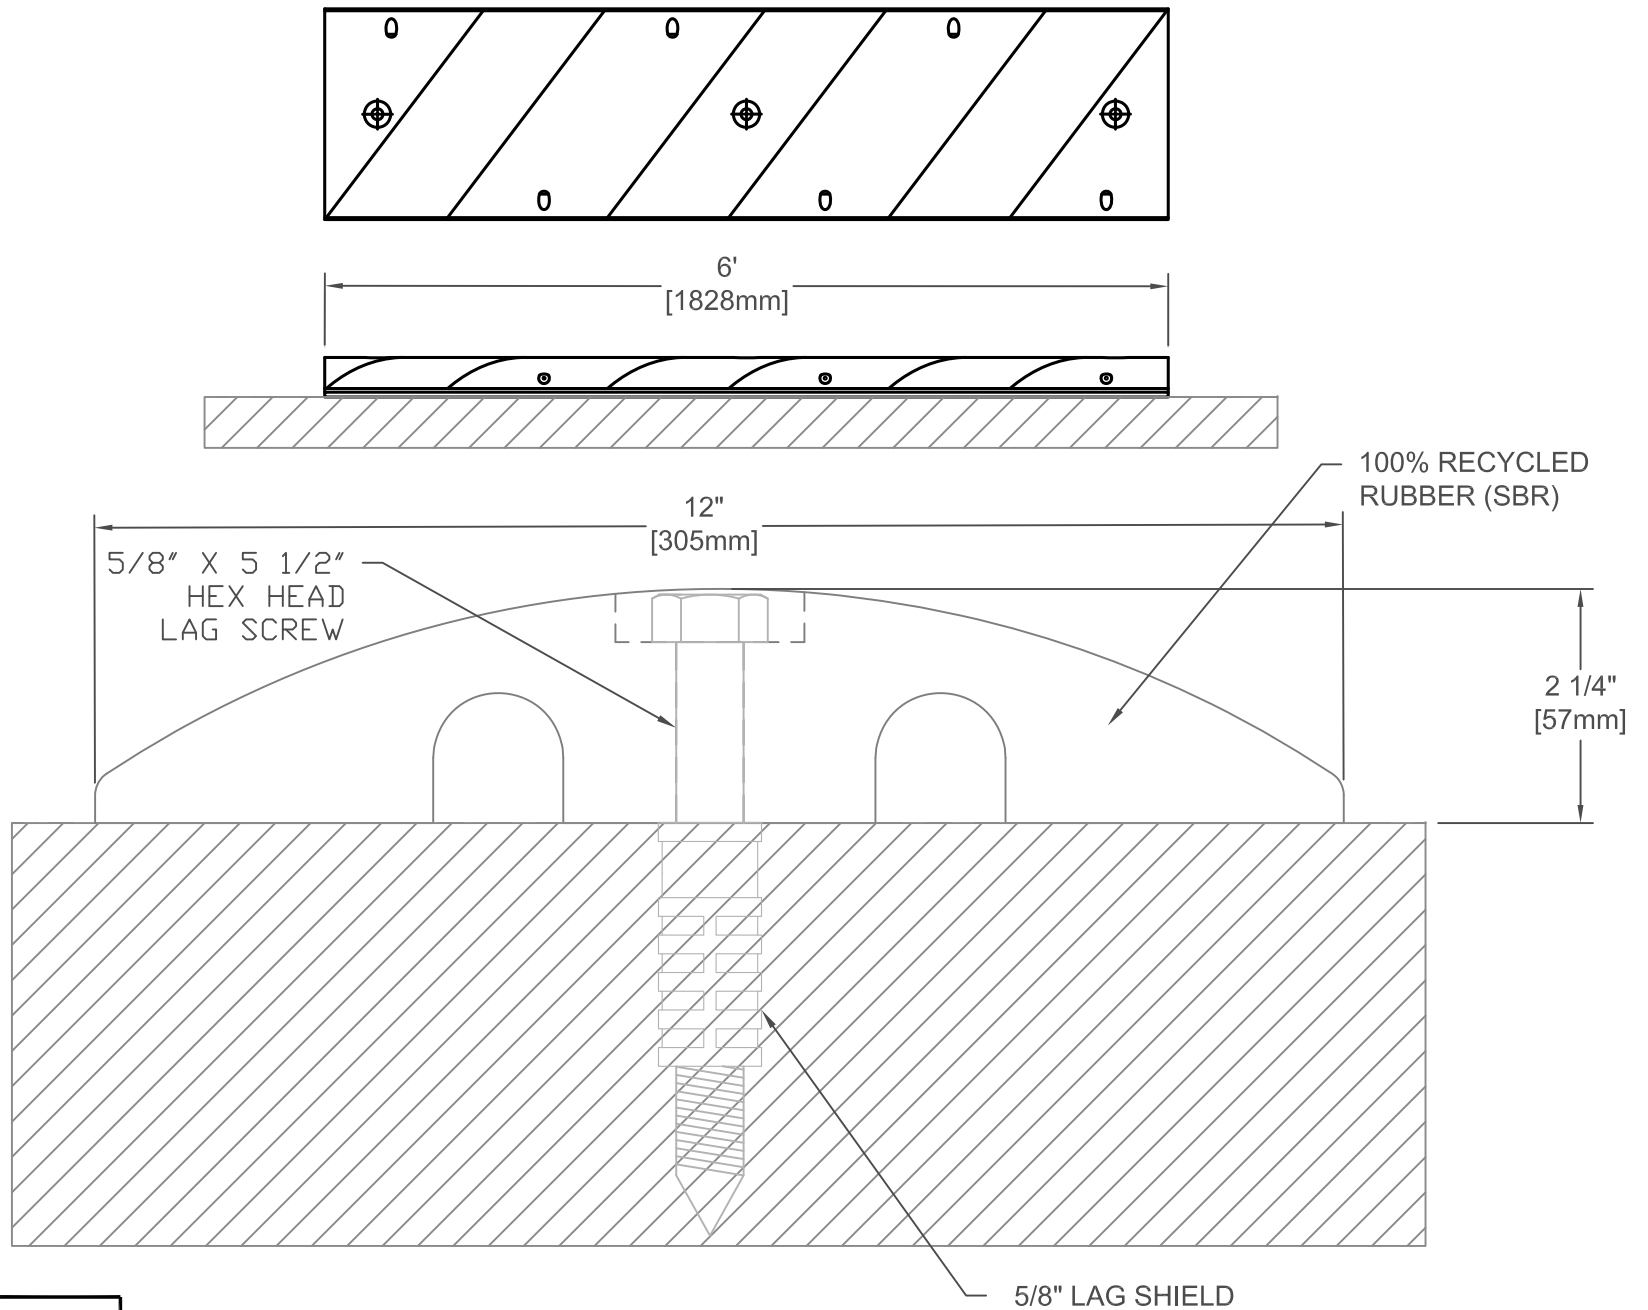 6'
[1828mm]
100% RECYCLED
RUBBER (SBR)
12"
[305mm]
5/8" X 5 1/2"
HEX HEAD
LAG SCREW
2 1/4"
[57mm]
5/8" LAG SHIELD